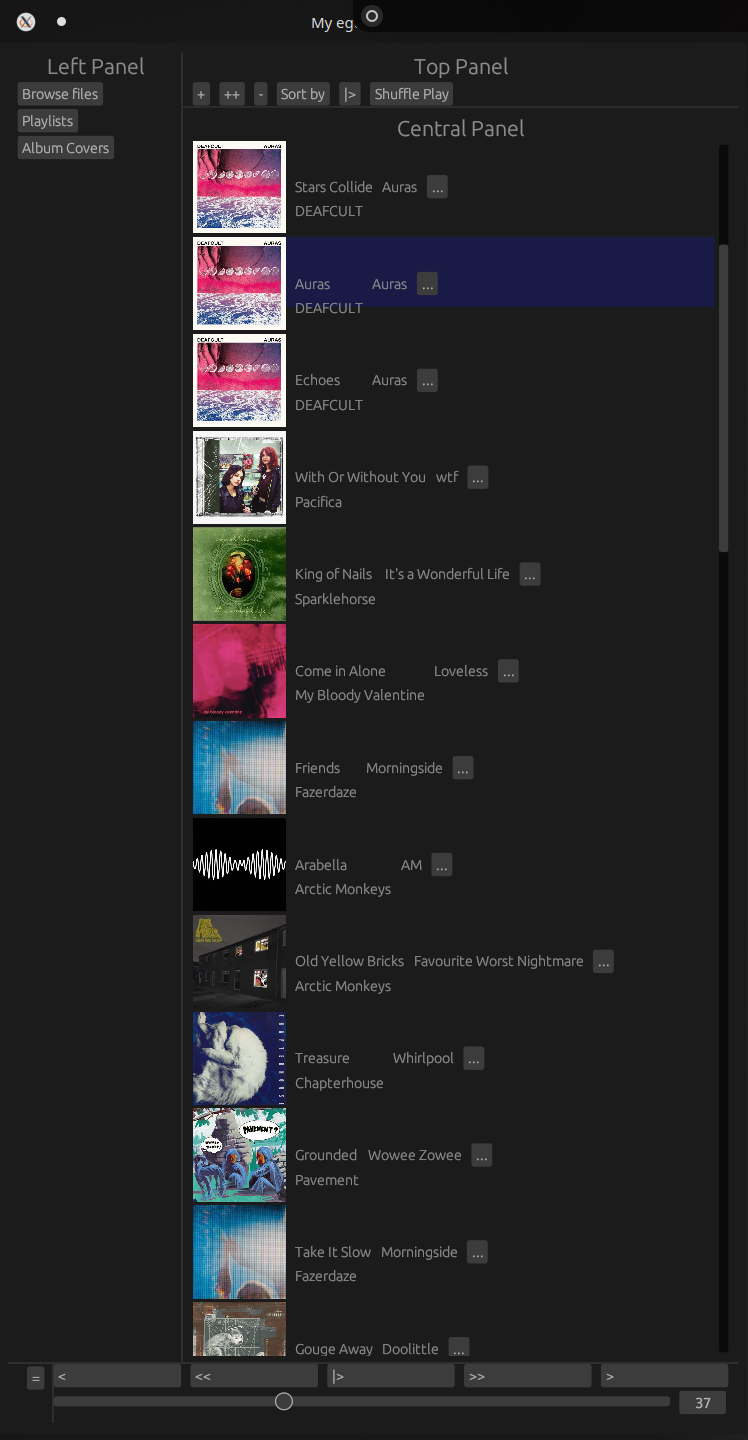 My eg
Left Panel
Browse files
Playlists
Album Covers
Top Panel
+ ++ - Sort by |> Shuffle Play
Central Panel
DEAFCULT AURAS
Stars Collide Auras ...
DEAFCULT
DEAFCULT AURAS
Auras Auras ...
DEAFCULT
DEAFCULT AURAS
Echoes Auras ...
DEAFCULT
With Or Without You wtf ...
Pacifica
King of Nails It's a Wonderful Life ...
Sparklehorse
Come in Alone Loveless ...
My Bloody Valentine
my bloody valentine
Friends Morningside ...
Fazerdaze
Arabella AM ...
Arctic Monkeys
Old Yellow Bricks Favourite Worst Nightmare ...
Arctic Monkeys
CHAPTERHOUSE
Treasure Whirlpool ...
Chapterhouse
PAVEMENT?
Grounded Wowee Zowee ...
Pavement
Take It Slow Morningside ...
Fazerdaze
Gouge Away Doolittle ...
= < << |> >> >
37